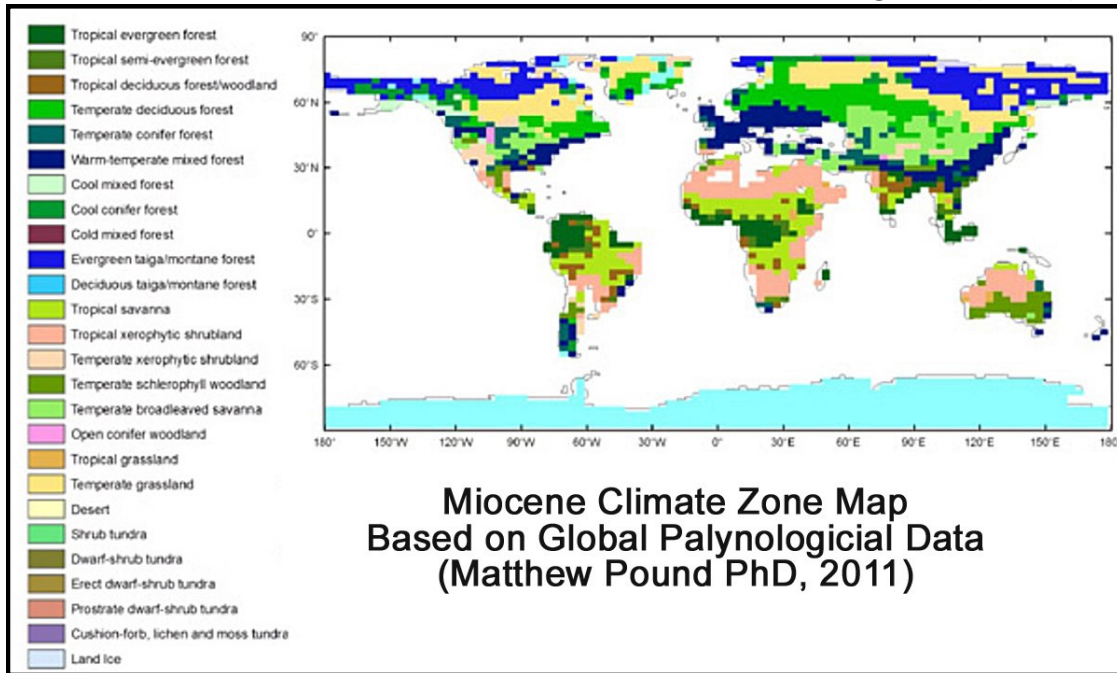 Tropical evergreen forest
Tropical semi-evergreen forest
Tropical deciduous forest/woodland
Temperate deciduous forest
Temperate conifer forest
Warm-temperate mixed forest
Cool mixed forest
Cool conifer forest
Cold mixed forest
Evergreen taiga/montane forest
Deciduous taiga/montane forest
Tropical savanna
Tropical xerophytic shrubland
Temperate xerophytic shrubland
Temperate schlerophyll woodland
Temperate broadleaved savanna
Open conifer woodland
Tropical grassland
Temperate grassland
Desert
Shrub tundra
Dwarf-shrub tundra
Erect dwarf-shrub tundra
Prostrate dwarf-shrub tundra
Cushion-forb, lichen and moss tundra
Land Ice
90°
60°N
30°N
0°
30°S
60°S
180° 150°W 120°W 90°W 60°W 30°W 0° 30°E 60°E 90°E 120°E 150°E 180
Miocene Climate Zone Map
Based on Global Palynologicial Data
(Matthew Pound PhD, 2011)